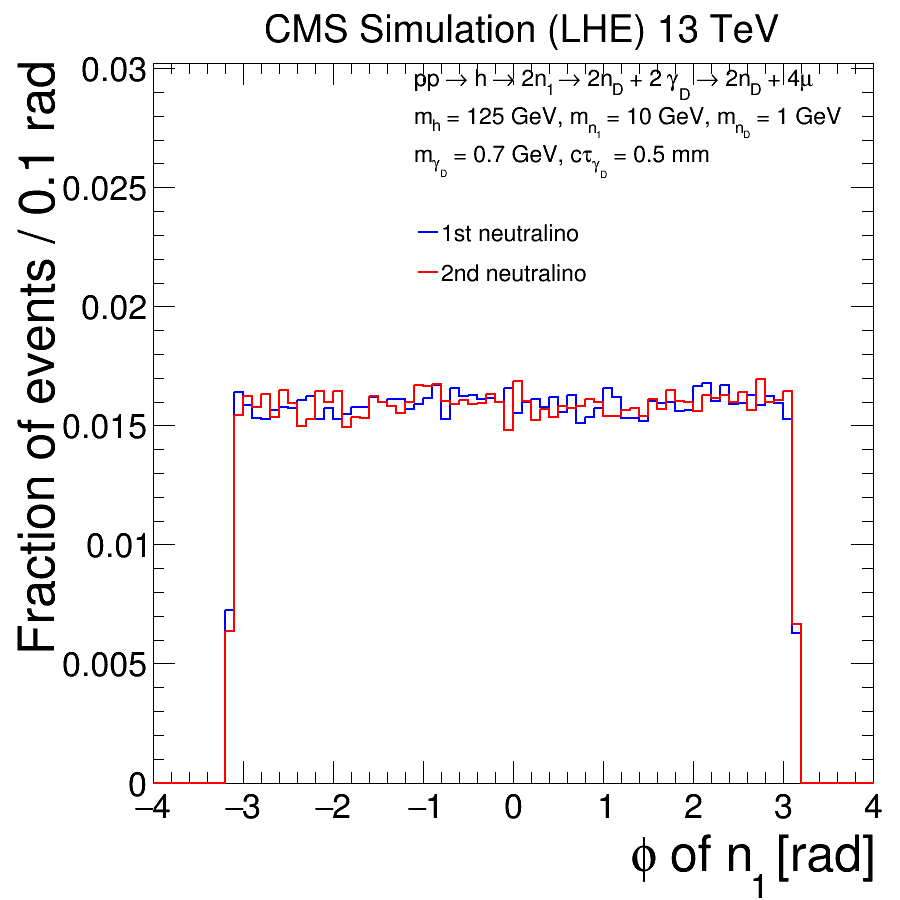 CMS Simulation (LHE) 13 TeV
pp → h → 2n1 → 2nD + 2 γD → 2nD + 4μ
mh = 125 GeV, mn1 = 10 GeV, mnD = 1 GeV
mγD = 0.7 GeV, cτγD = 0.5 mm
1st neutralino
2nd neutralino
Fraction of events / 0.1 rad
0.03
0.025
0.02
0.015
0.01
0.005
0
−4 −3 −2 −1 0 1 2 3 4
ϕ of n1 [rad]